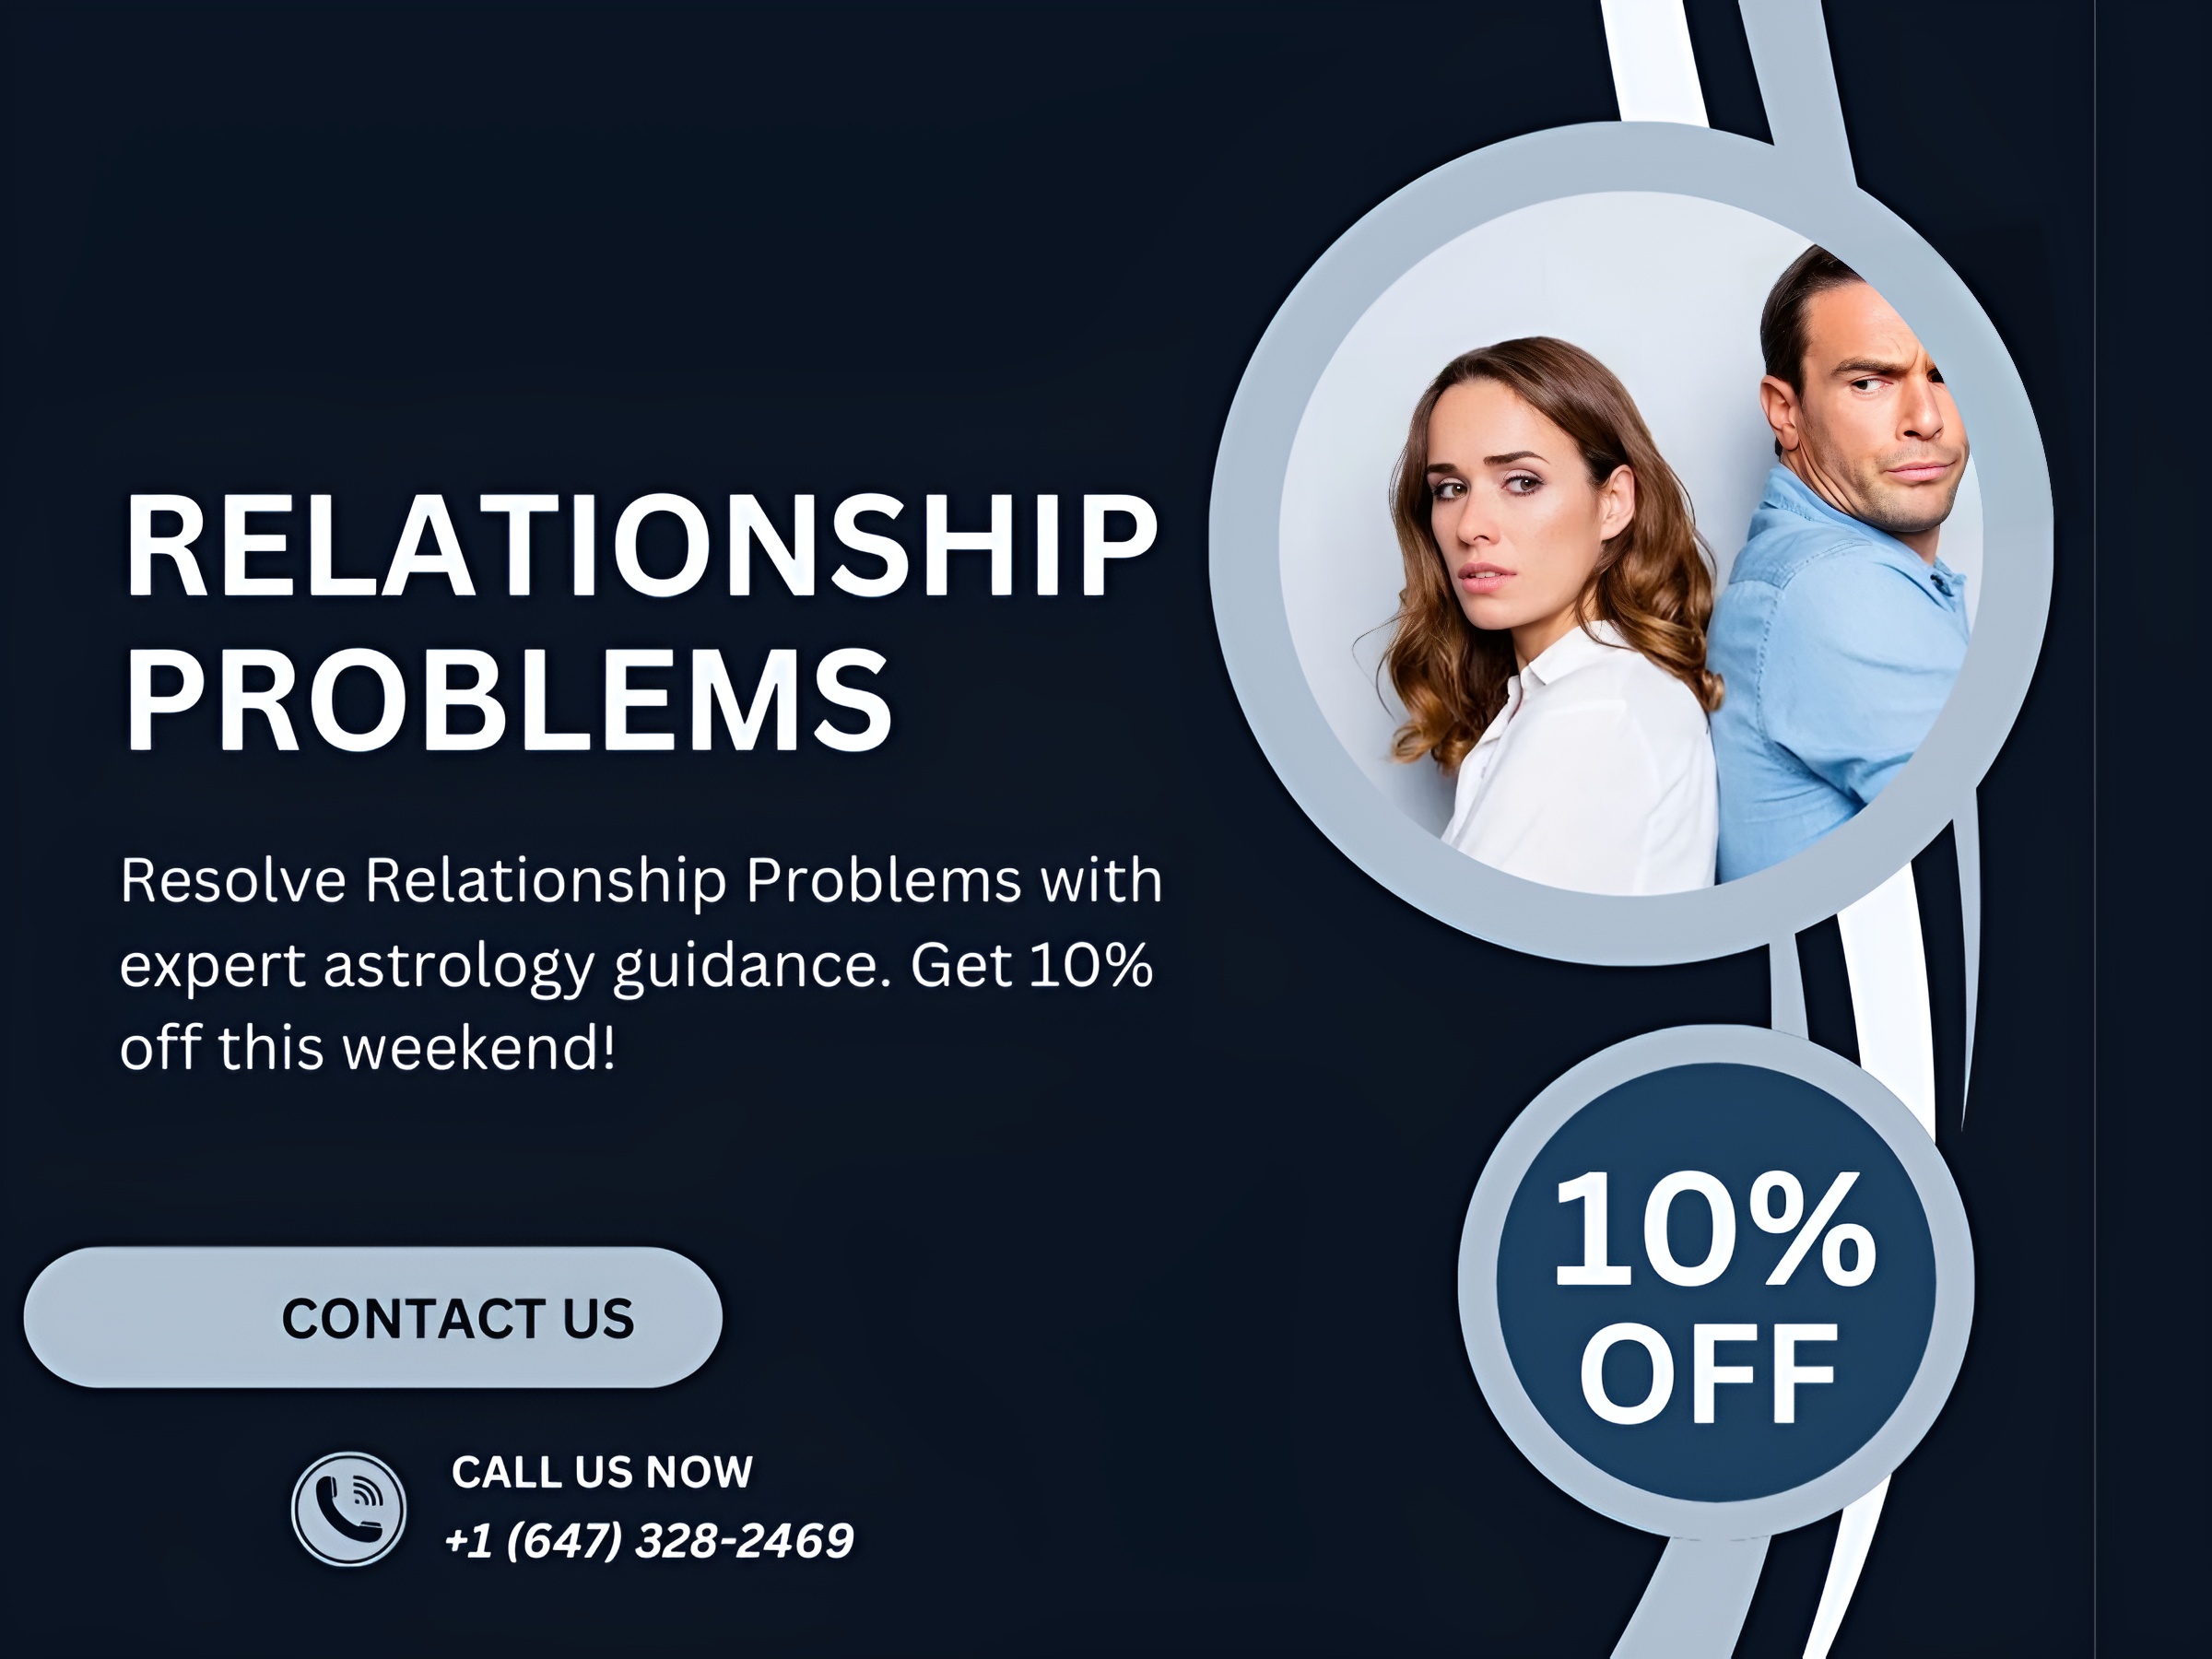 RELATIONSHIP
PROBLEMS
Resolve Relationship Problems with
expert astrology guidance. Get 10%
off this weekend!
CONTACT US
CALL US NOW
+1 (647) 328-2469
10%
OFF